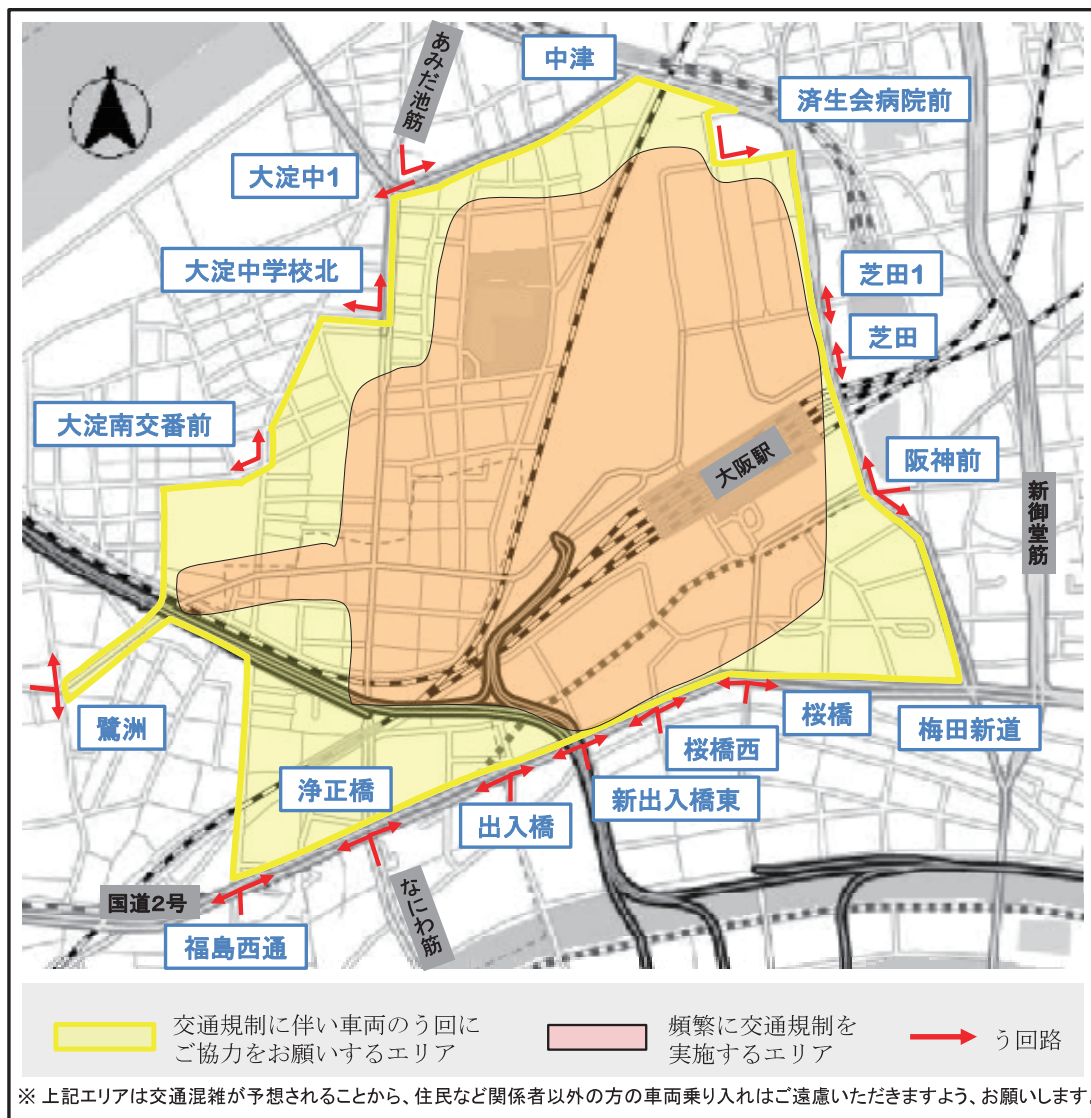 中津
あみだ池筋
済生会病院前
大淀中1
大淀中学校北
芝田1
芝田
大淀南交番前
大阪駅
阪神前
新御堂筋
鷺洲
桜橋
梅田新道
桜橋西
浄正橋
新出入橋東
出入橋
なにわ筋
国道2号
福島西通
交通規制に伴い車両のう回に
ご協力をお願いするエリア
頻繁に交通規制を
実施するエリア
う回路
※ 上記エリアは交通混雑が予想されることから、住民など関係者以外の方の車両乗り入れはご遠慮いただきますよう、お願いします